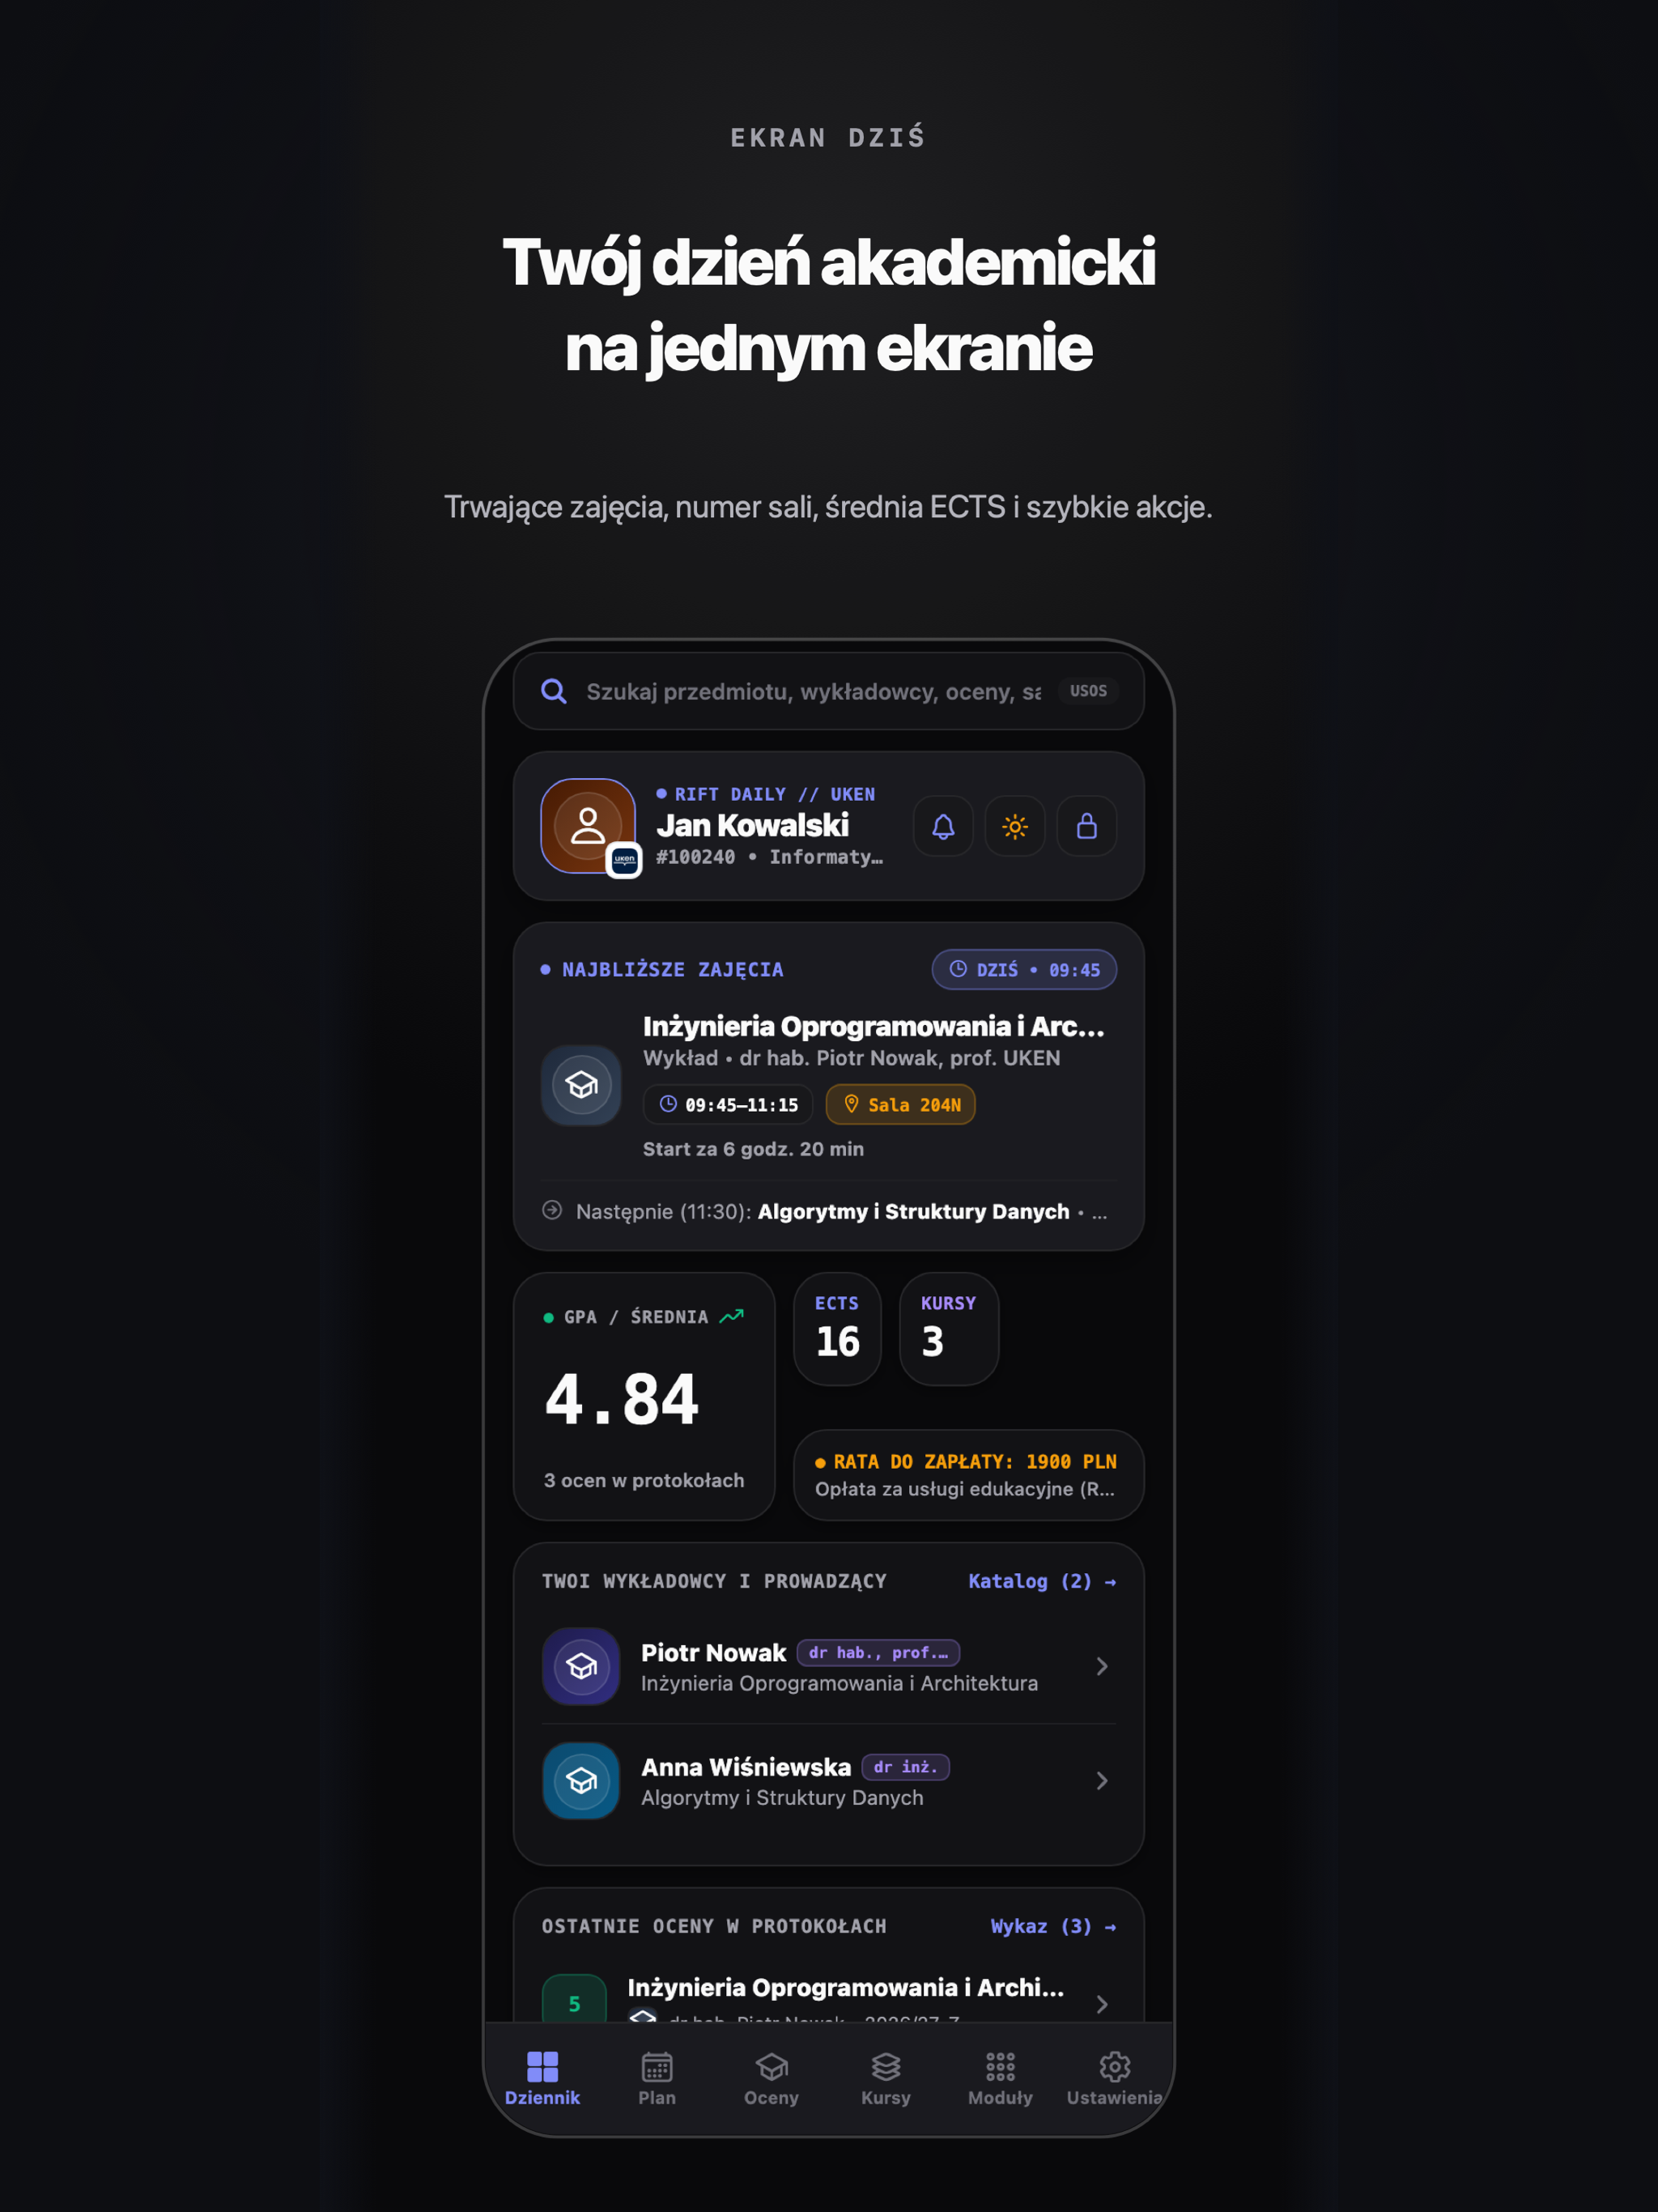 EKRAN DZIŚ
Twój dzień akademicki
na jednym ekranie
Trwające zajęcia, numer sali, średnia ECTS i szybkie akcje.
Szukaj przedmiotu, wykładowcy, oceny, sa
USOS
RIFT DAILY // UKEN
Jan Kowalski
#100240 • Informaty…
UKEN
NAJBLIŻSZE ZAJĘCIA
DZIŚ • 09:45
Inżynieria Oprogramowania i Arc…
Wykład • dr hab. Piotr Nowak, prof. UKEN
09:45–11:15
Sala 204N
Start za 6 godz. 20 min
Następnie (11:30): Algorytmy i Struktury Danych • …
GPA / ŚREDNIA
4.84
3 ocen w protokołach
ECTS
16
KURSY
3
RATA DO ZAPŁATY: 1900 PLN
Opłata za usługi edukacyjne (R…
TWOI WYKŁADOWCY I PROWADZĄCY
Katalog (2) →
Piotr Nowak
dr hab., prof.…
Inżynieria Oprogramowania i Architektura
Anna Wiśniewska
dr inż.
Algorytmy i Struktury Danych
OSTATNIE OCENY W PROTOKOŁACH
Wykaz (3) →
5
Inżynieria Oprogramowania i Archi…
dr hab. Piotr Nowak
Dziennik
Plan
Oceny
Kursy
Moduły
Ustawienia